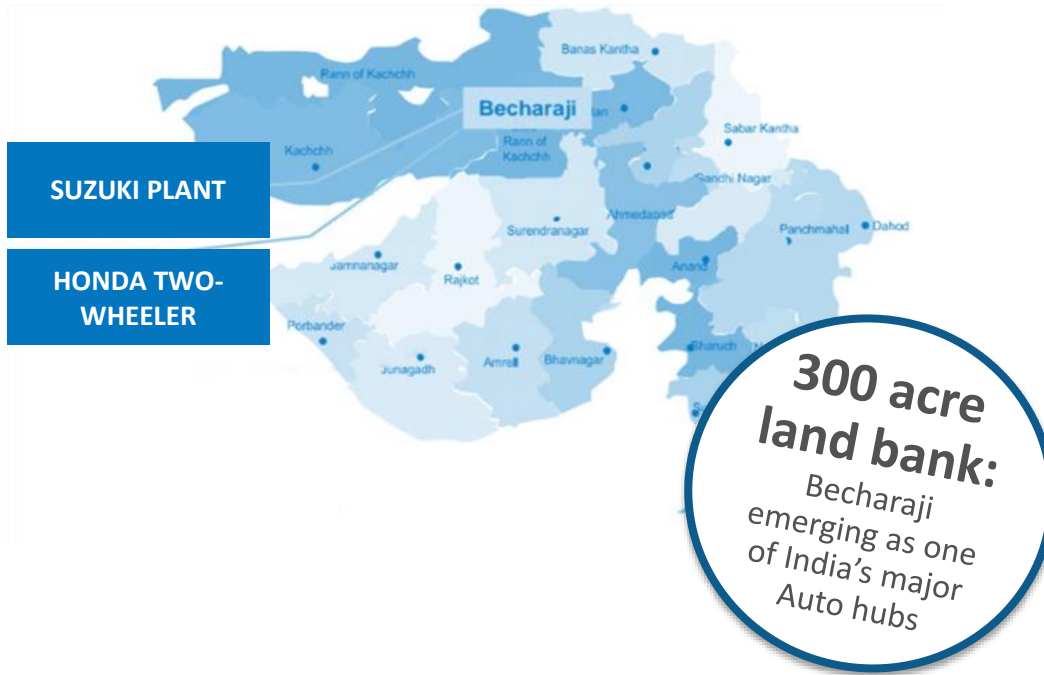 Banas Kantha
Rann of Kachchh
Becharaji
Sabar Kantha
Rann of
Kachchh
Kachchh
Gandhi Nagar
SUZUKI PLANT
Ahmedabad
Surendranagar
Panchmahal
Dahod
Jamnanagar
Rajkot
Anand
HONDA TWO-
WHEELER
Porbander
Junagadh
Amreli
Bhavnagar
Bharuch
300 acre
land bank:
Becharaji
emerging as one
of India’s major
Auto hubs